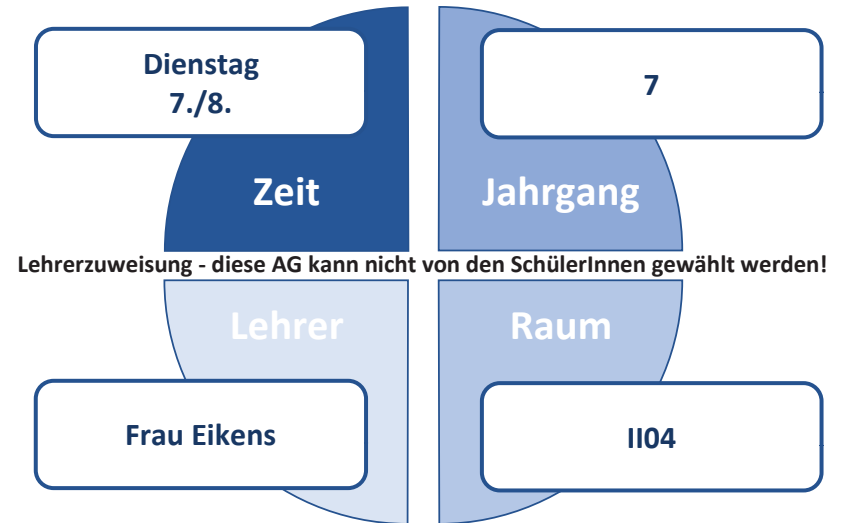 Dienstag
7./8.
7
Zeit
Jahrgang
Lehrerzuweisung - diese AG kann nicht von den SchülerInnen gewählt werden!
Lehrer
Raum
Frau Eikens
II04